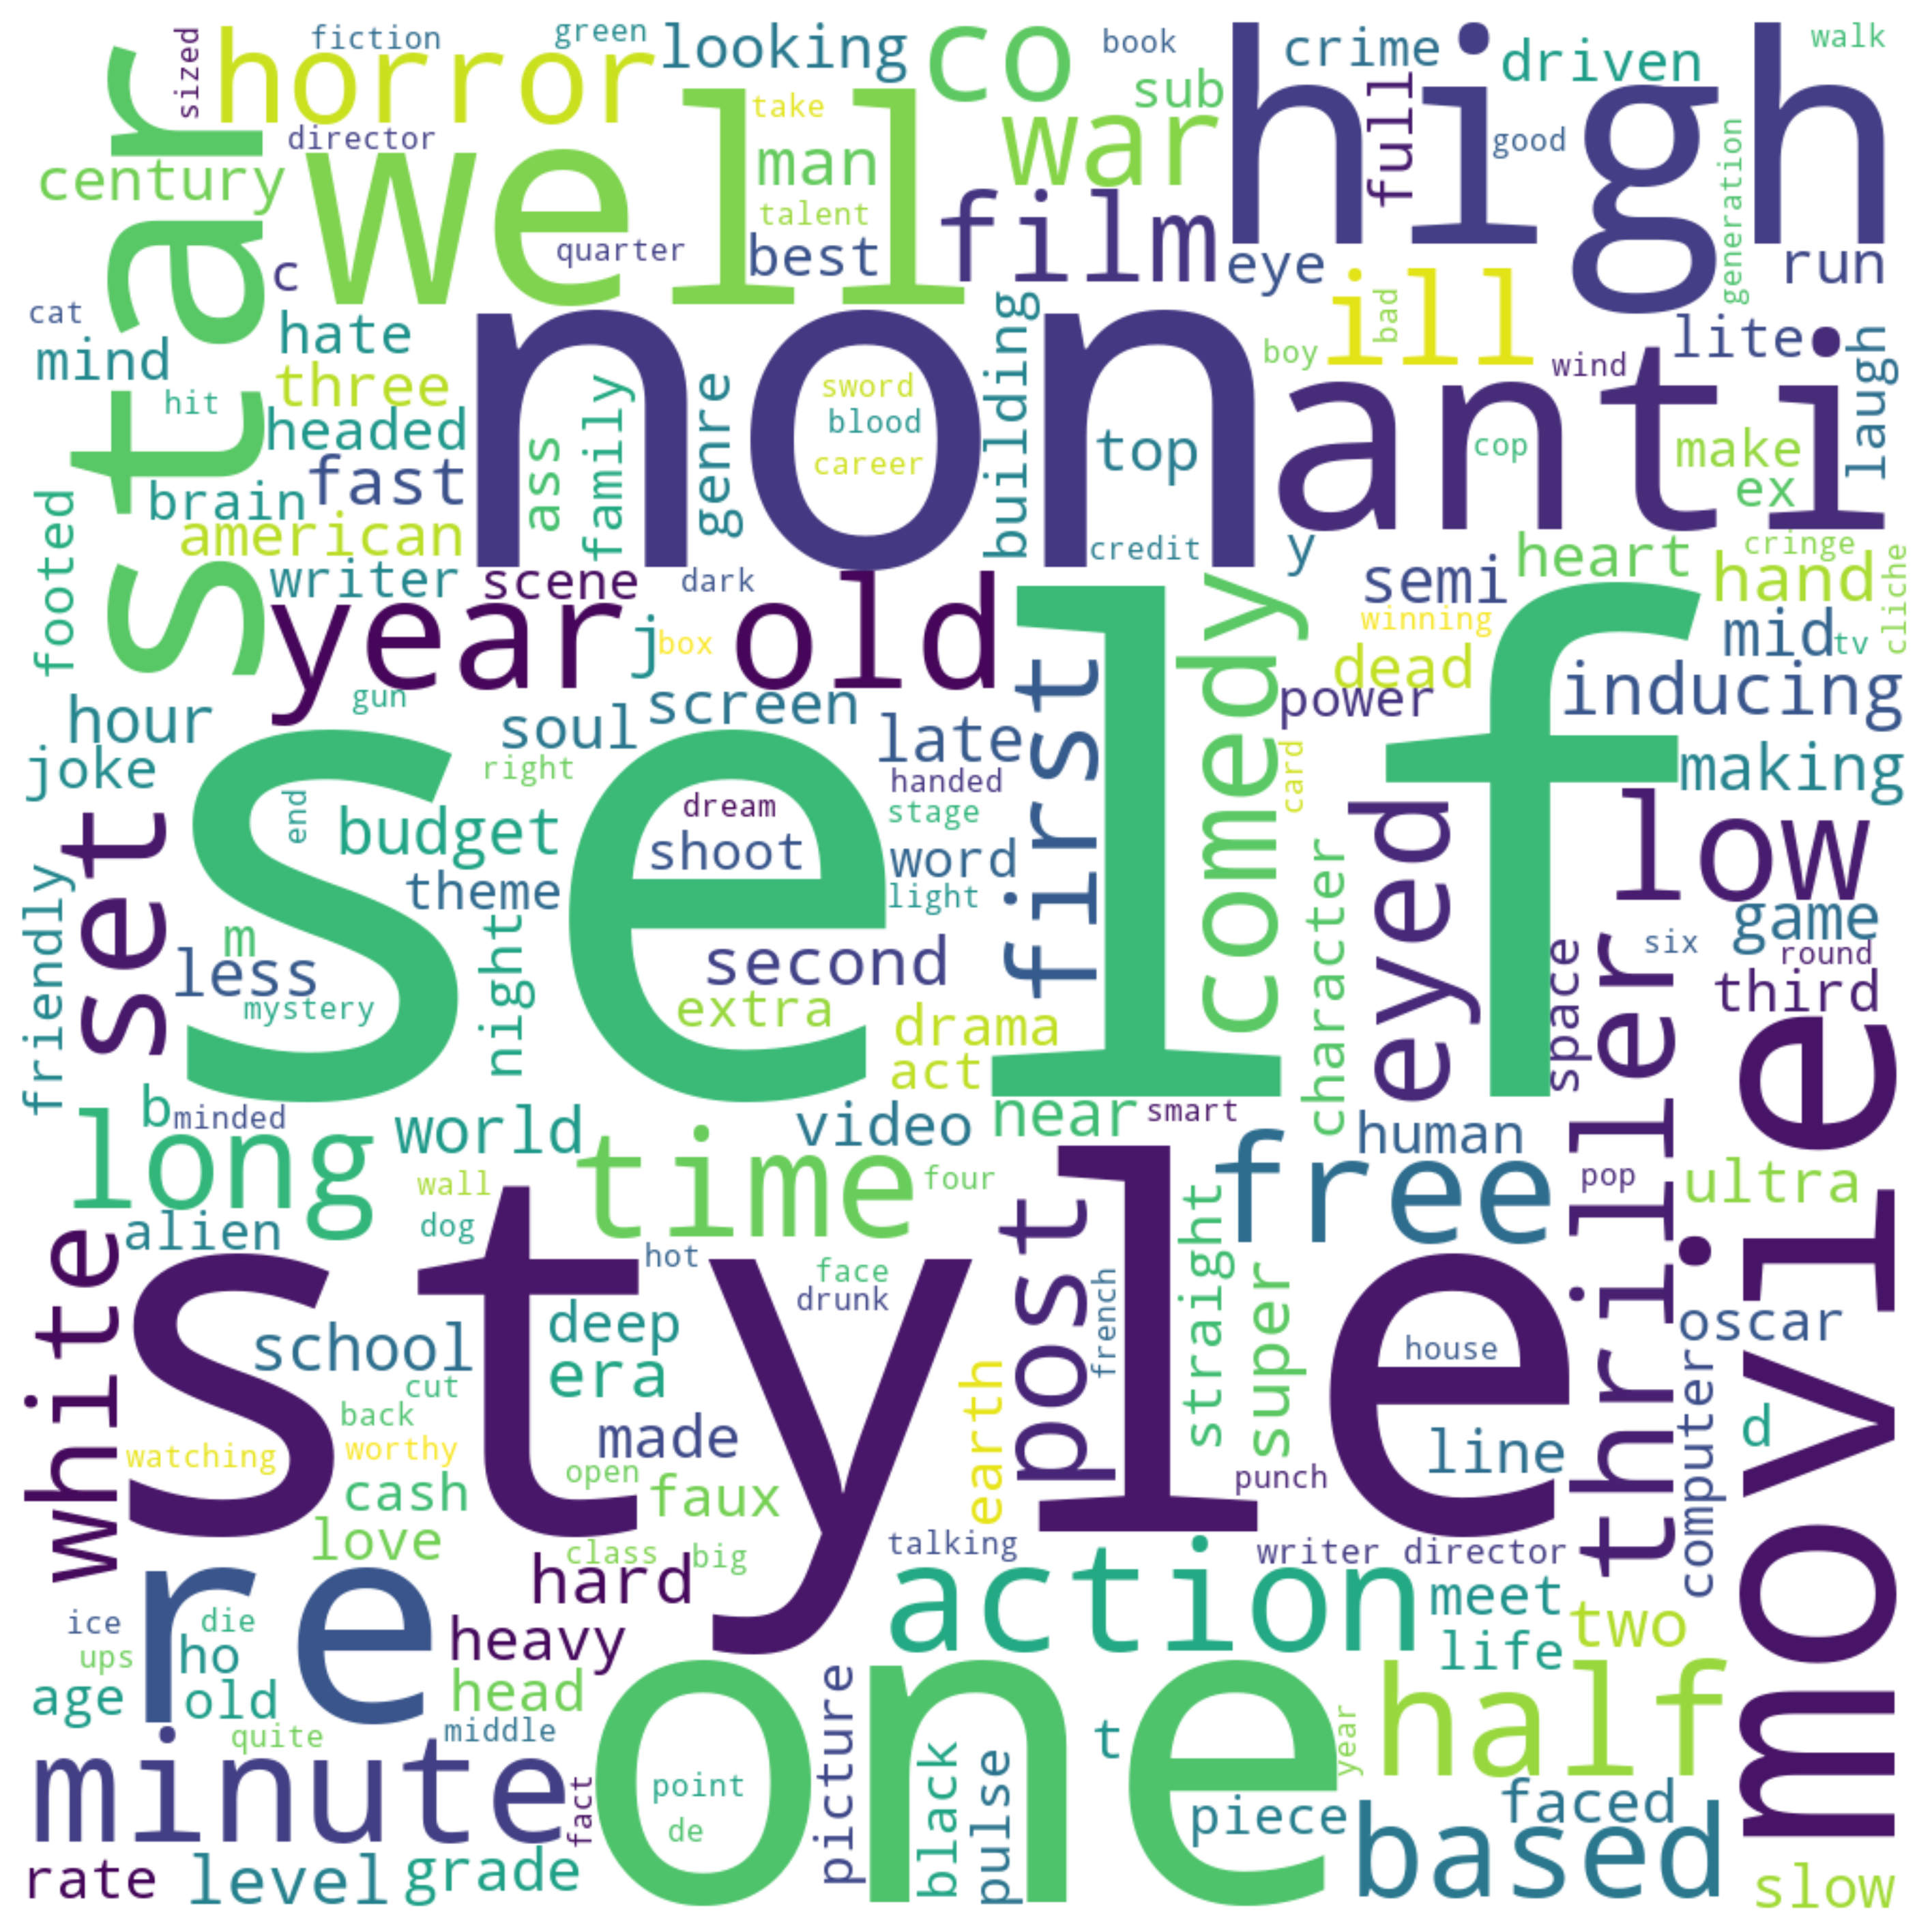 sized
fiction
green
looking
co
book
crime
high
driven
walk
horror
star
director
well
take
sub
war
full
good
generation
century
man
talent
film
c
quarter
best
eye
run
cat
hate
non
building
boy
ill
bad
wind
lite
anti
laugh
mind
three
hit
headed
ass
family
genre
sword
blood
career
top
cop
make
ex
fast
brain
footed
american
credit
y
semi
heart
cringe
hand
cliche
writer
scene
dark
year old
j
box
self
first
comedy
winning
mid
tv
dead
gun
hour
soul
screen
late
power
inducing
joke
right
handed
card
making
set
end
budget
dream
shoot
stage
word
eyed
low
theme
light
character
game
friendly
m
less
night
second
space
thriller
six
round
mystery
extra
drama
third
act
movie
b
minded
long
world
time
video
near
smart
human
free
wall
four
post
straight
pop
ultra
white
alien
dog
style
hot
face
drunk
french
super
oscar
school
deep
era
house
computer
cut
back
earth
made
line
d
watching
worthy
open
punch
cash
faux
love
class
big
talking
writer director
re
hard
action
meet
ice
die
heavy
two
ups
ho
life
age
old
head
one
picture
half
quite
middle
black
pulse
t
year
minute
fact
point
de
piece
faced
based
rate
level
grade
slow